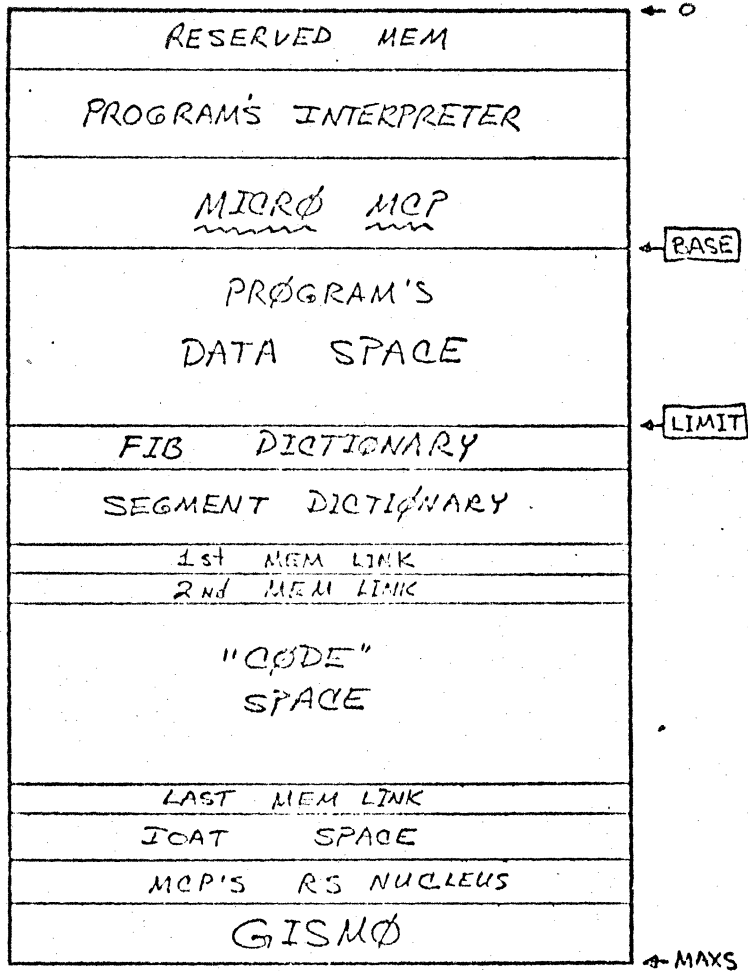 0
RESERVED MEM
PROGRAM'S INTERPRETER
MICRØ MCP
BASE
PRØGRAM'S
DATA SPACE
LIMIT
FIB DICTIØNARY
SEGMENT DICTIØNARY
1st MEM LINK
2nd MEM LINK
"CØDE"
SPACE
LAST MEM LINK
IOAT SPACE
MCP'S RS NUCLEUS
GISMØ
MAXS